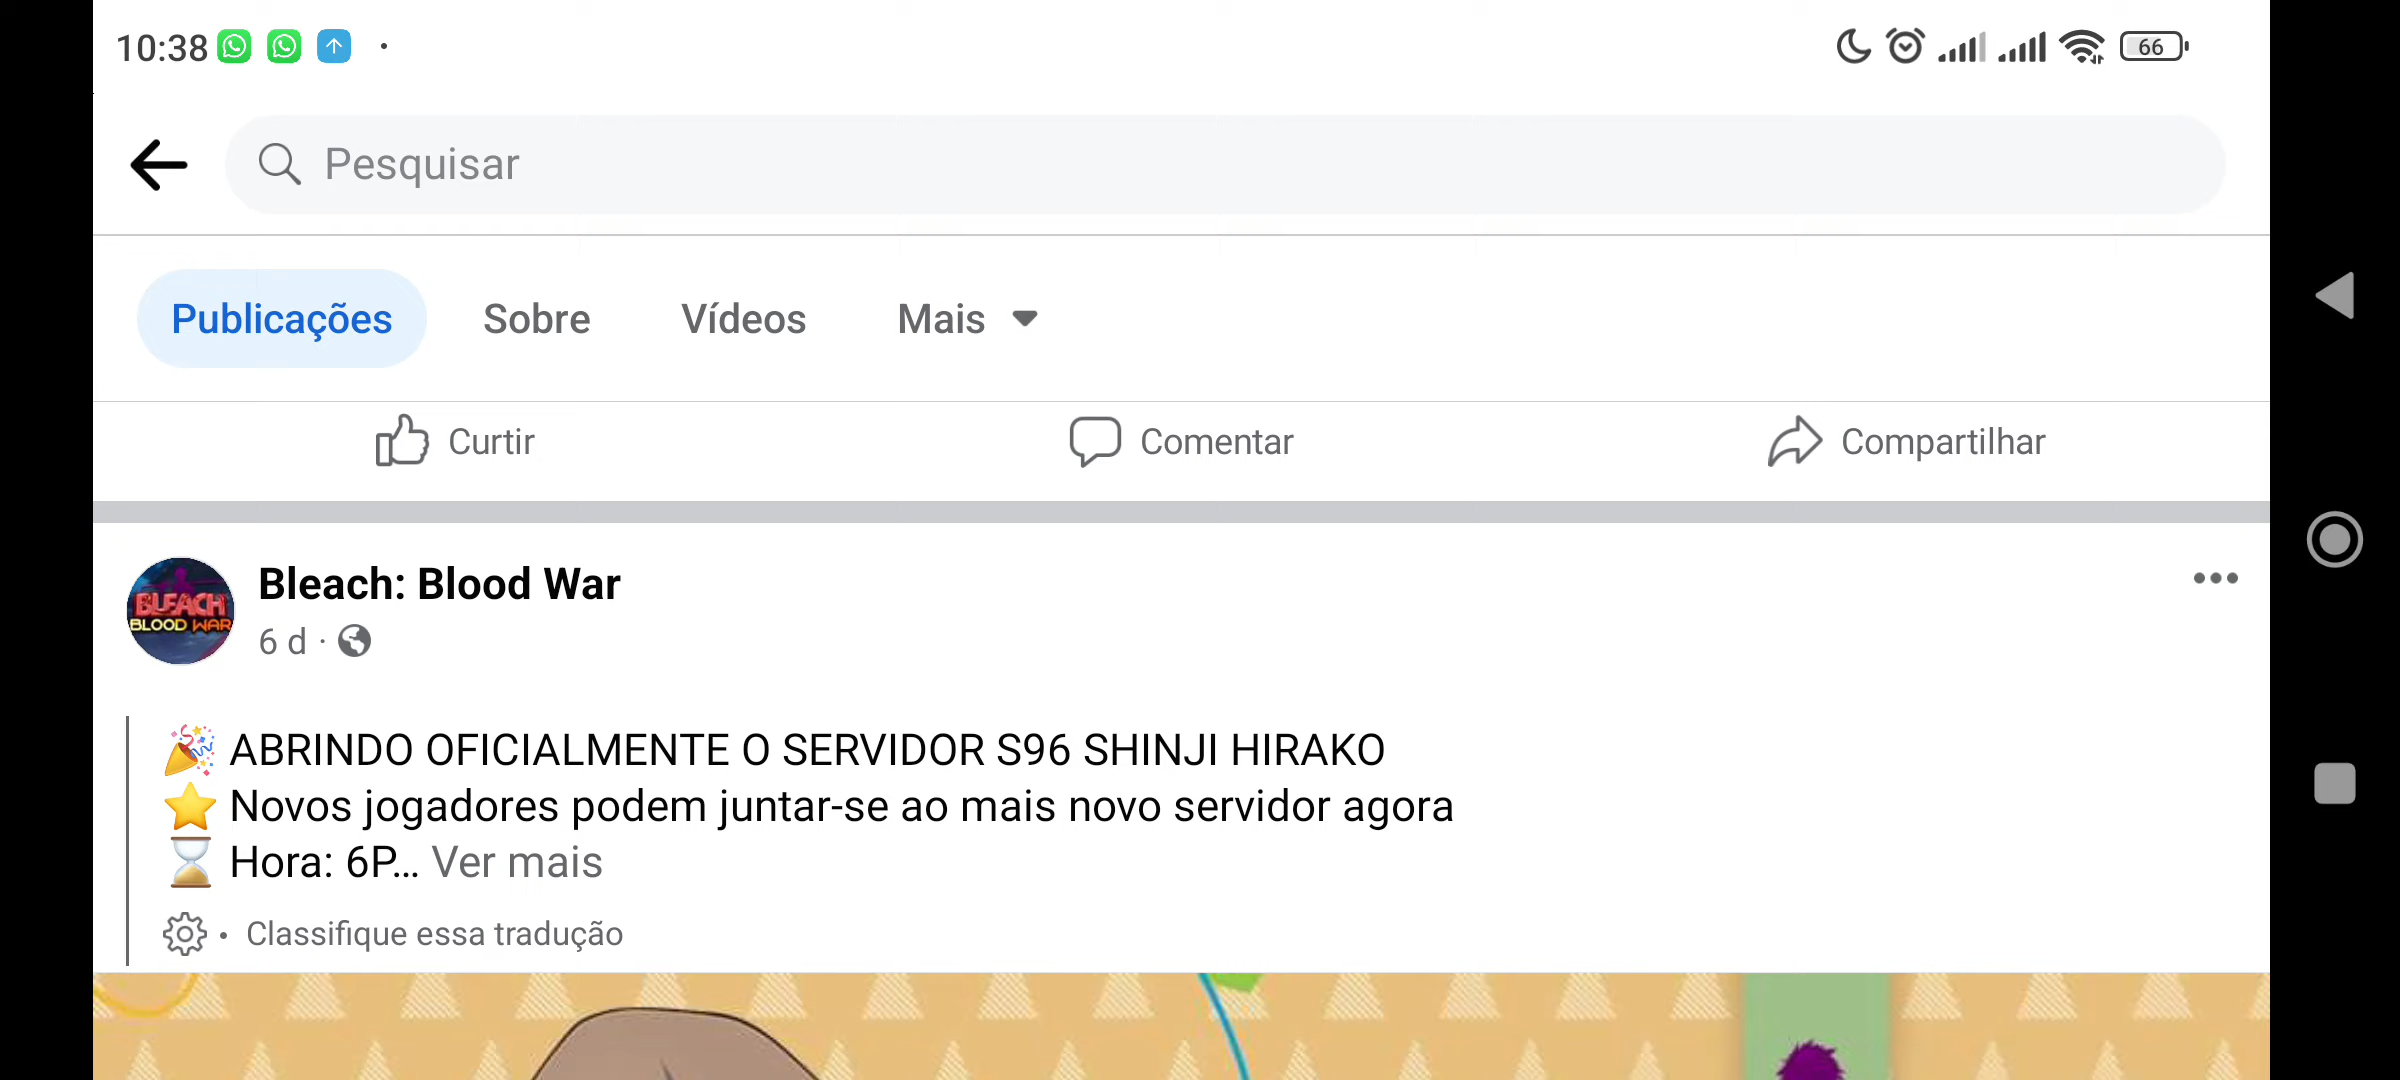 10:38
66
Pesquisar
Publicações Sobre Vídeos Mais
Curtir Comentar Compartilhar
BLEACH
BLOOD WAR
Bleach: Blood War
6 d ·
🎉 ABRINDO OFICIALMENTE O SERVIDOR S96 SHINJI HIRAKO
⭐ Novos jogadores podem juntar-se ao mais novo servidor agora
⏳ Hora: 6P... Ver mais
• Classifique essa tradução